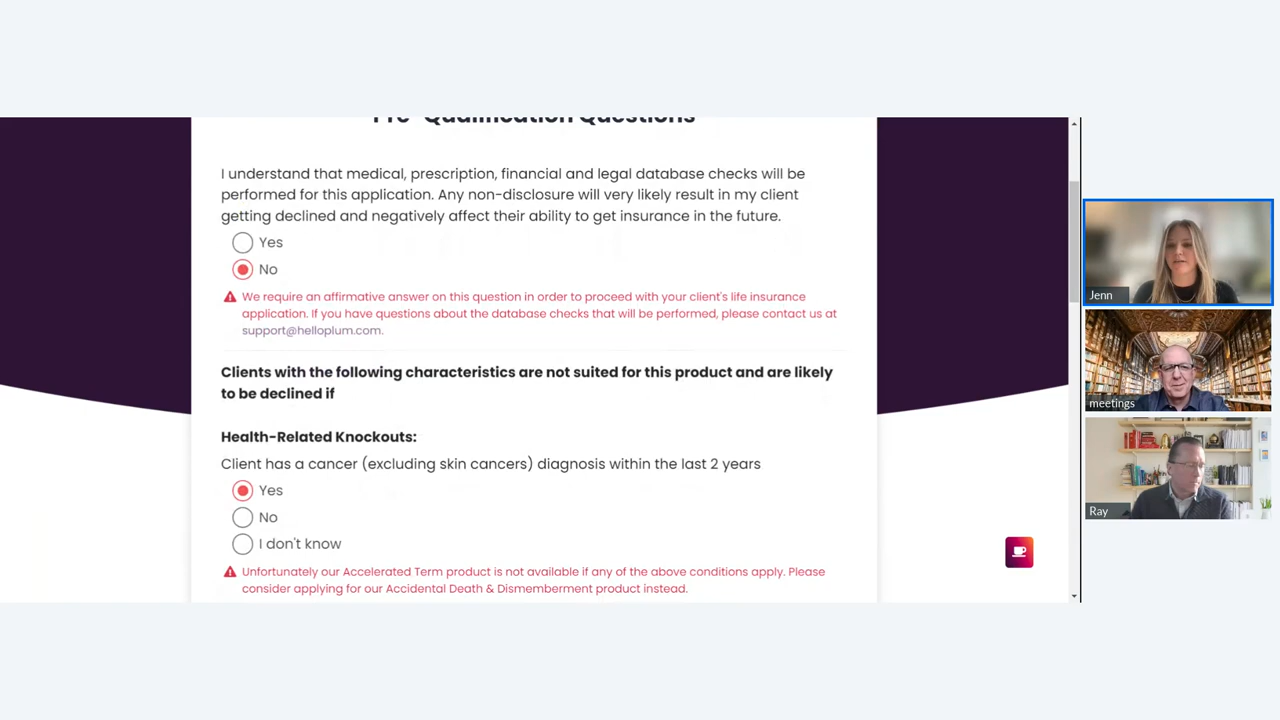 Pre-Qualification Questions
I understand that medical, prescription, financial and legal database checks will be
performed for this application. Any non-disclosure will very likely result in my client
getting declined and negatively affect their ability to get insurance in the future.
Yes
No
We require an affirmative answer on this question in order to proceed with your client's life insurance
application. If you have questions about the database checks that will be performed, please contact us at
support@helloplum.com.
Clients with the following characteristics are not suited for this product and are likely
to be declined if
Health-Related Knockouts:
Client has a cancer (excluding skin cancers) diagnosis within the last 2 years
Yes
No
I don't know
Unfortunately our Accelerated Term product is not available if any of the above conditions apply. Please
consider applying for our Accidental Death & Dismemberment product instead.
Jenn
meetings
Ray